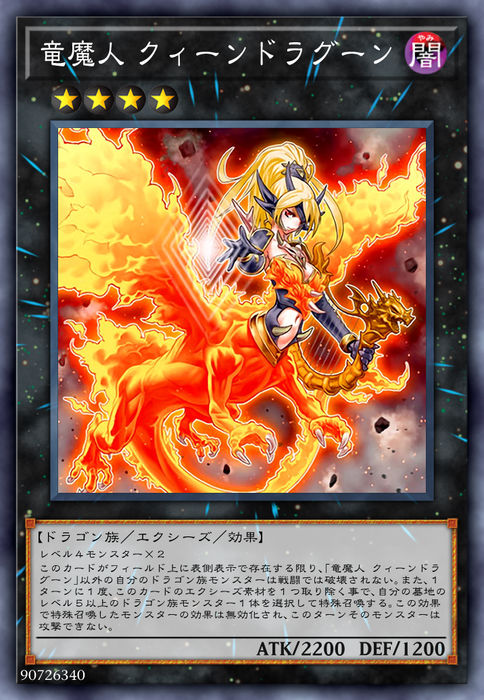 竜魔人 クィーンドラグーン
やみ
闇
【ドラゴン族／エクシーズ／効果】
レベル４モンスター×２
このカードがフィールド上に表側表示で存在する限り、「竜魔人 クィーンドラ
グーン」以外の自分のドラゴン族モンスターは戦闘では破壊されない。また、１
ターンに１度、このカードのエクシーズ素材を１つ取り除く事で、自分の墓地の
レベル５以上のドラゴン族モンスター１体を選択して特殊召喚する。この効果
で特殊召喚したモンスターの効果は無効化され、このターンそのモンスターは
攻撃できない。
ATK/2200 DEF/1200
90726340